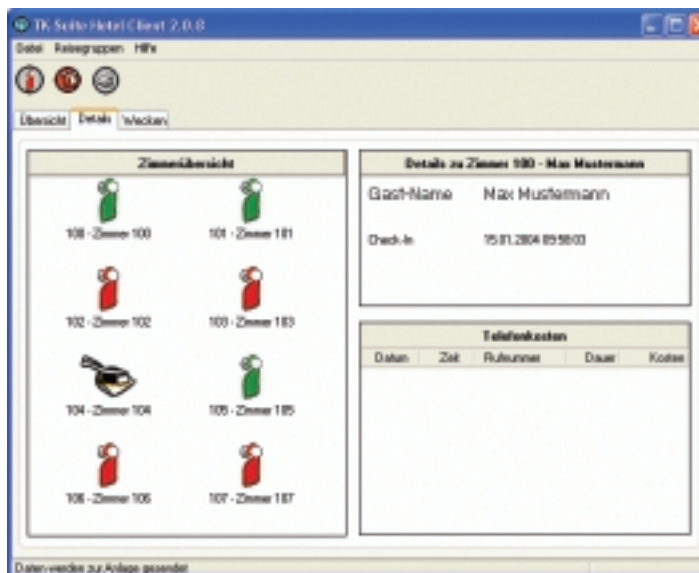 TK Suite Hotel Client 2.0.8
Datei Reisegruppen Hilfe
Übersicht Details Wecken
Zimmerübersicht
100 - Zimmer 100
101 - Zimmer 101
102 - Zimmer 102
103 - Zimmer 103
104 - Zimmer 104
105 - Zimmer 105
106 - Zimmer 106
107 - Zimmer 107
Details zu Zimmer 100 - Max Mustermann
Gast-Name Max Mustermann
Check-In 15.01.2004 09:58:03
Telefonkosten
Datum Zeit Rufnummer Dauer Kosten
Daten werden zur Anlage gesendet